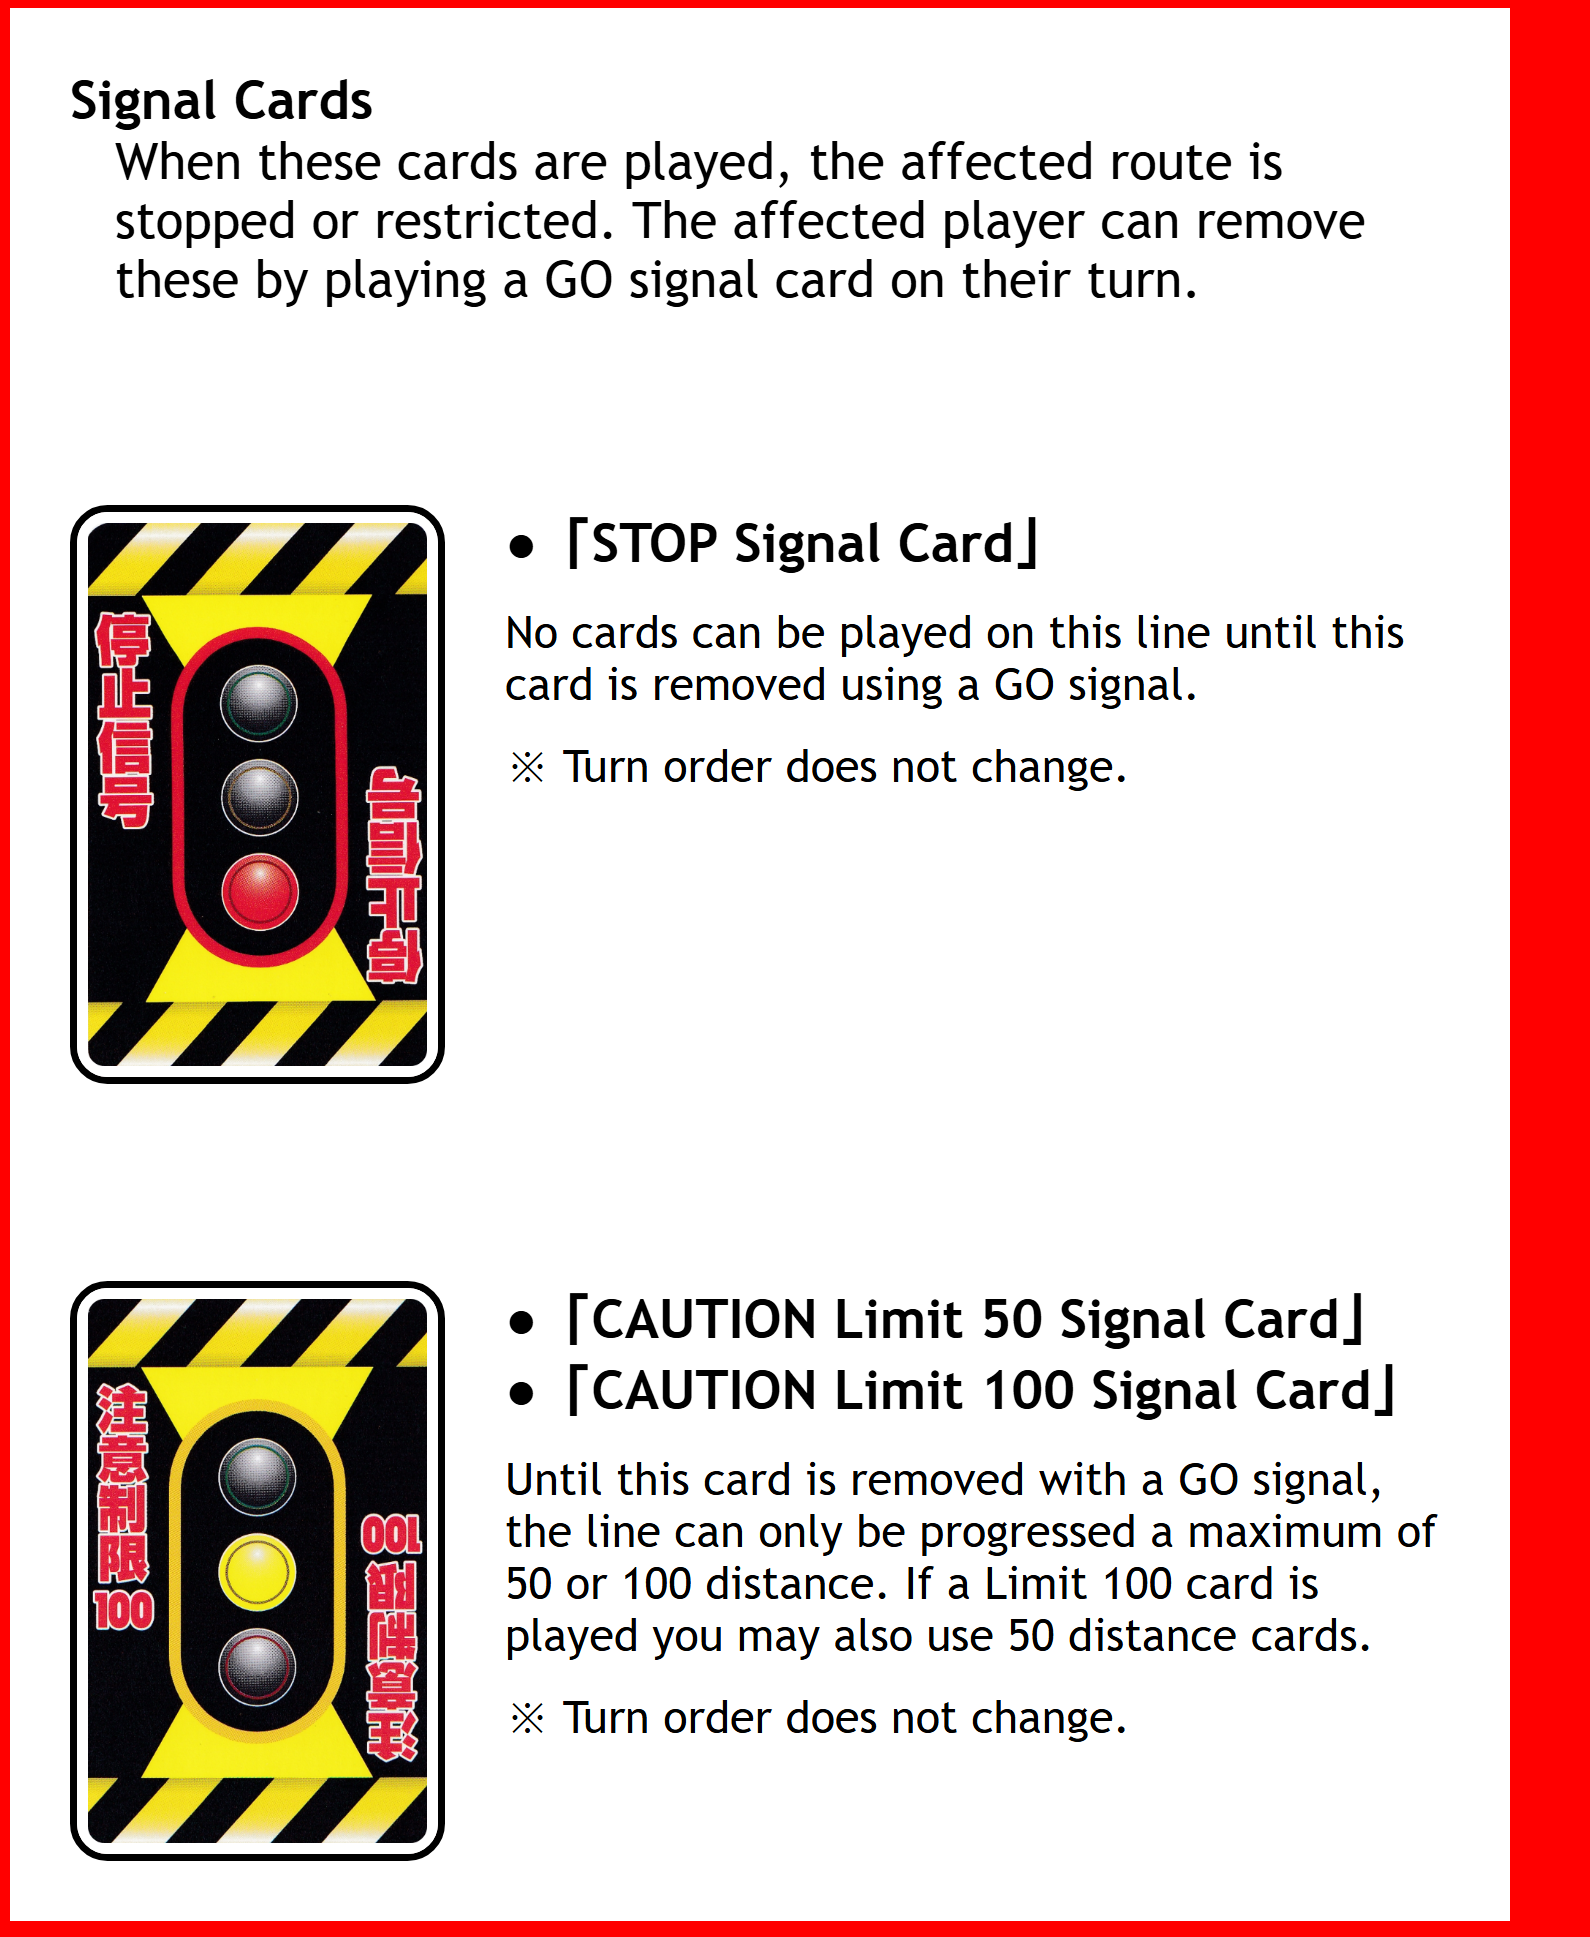 Signal Cards
When these cards are played, the affected route is
stopped or restricted. The affected player can remove
these by playing a GO signal card on their turn.
停止信号
停止信号
● ｢STOP Signal Card｣
No cards can be played on this line until this
card is removed using a GO signal.
※ Turn order does not change.
注意制限100
注意制限100
● ｢CAUTION Limit 50 Signal Card｣
● ｢CAUTION Limit 100 Signal Card｣
Until this card is removed with a GO signal,
the line can only be progressed a maximum of
50 or 100 distance. If a Limit 100 card is
played you may also use 50 distance cards.
※ Turn order does not change.